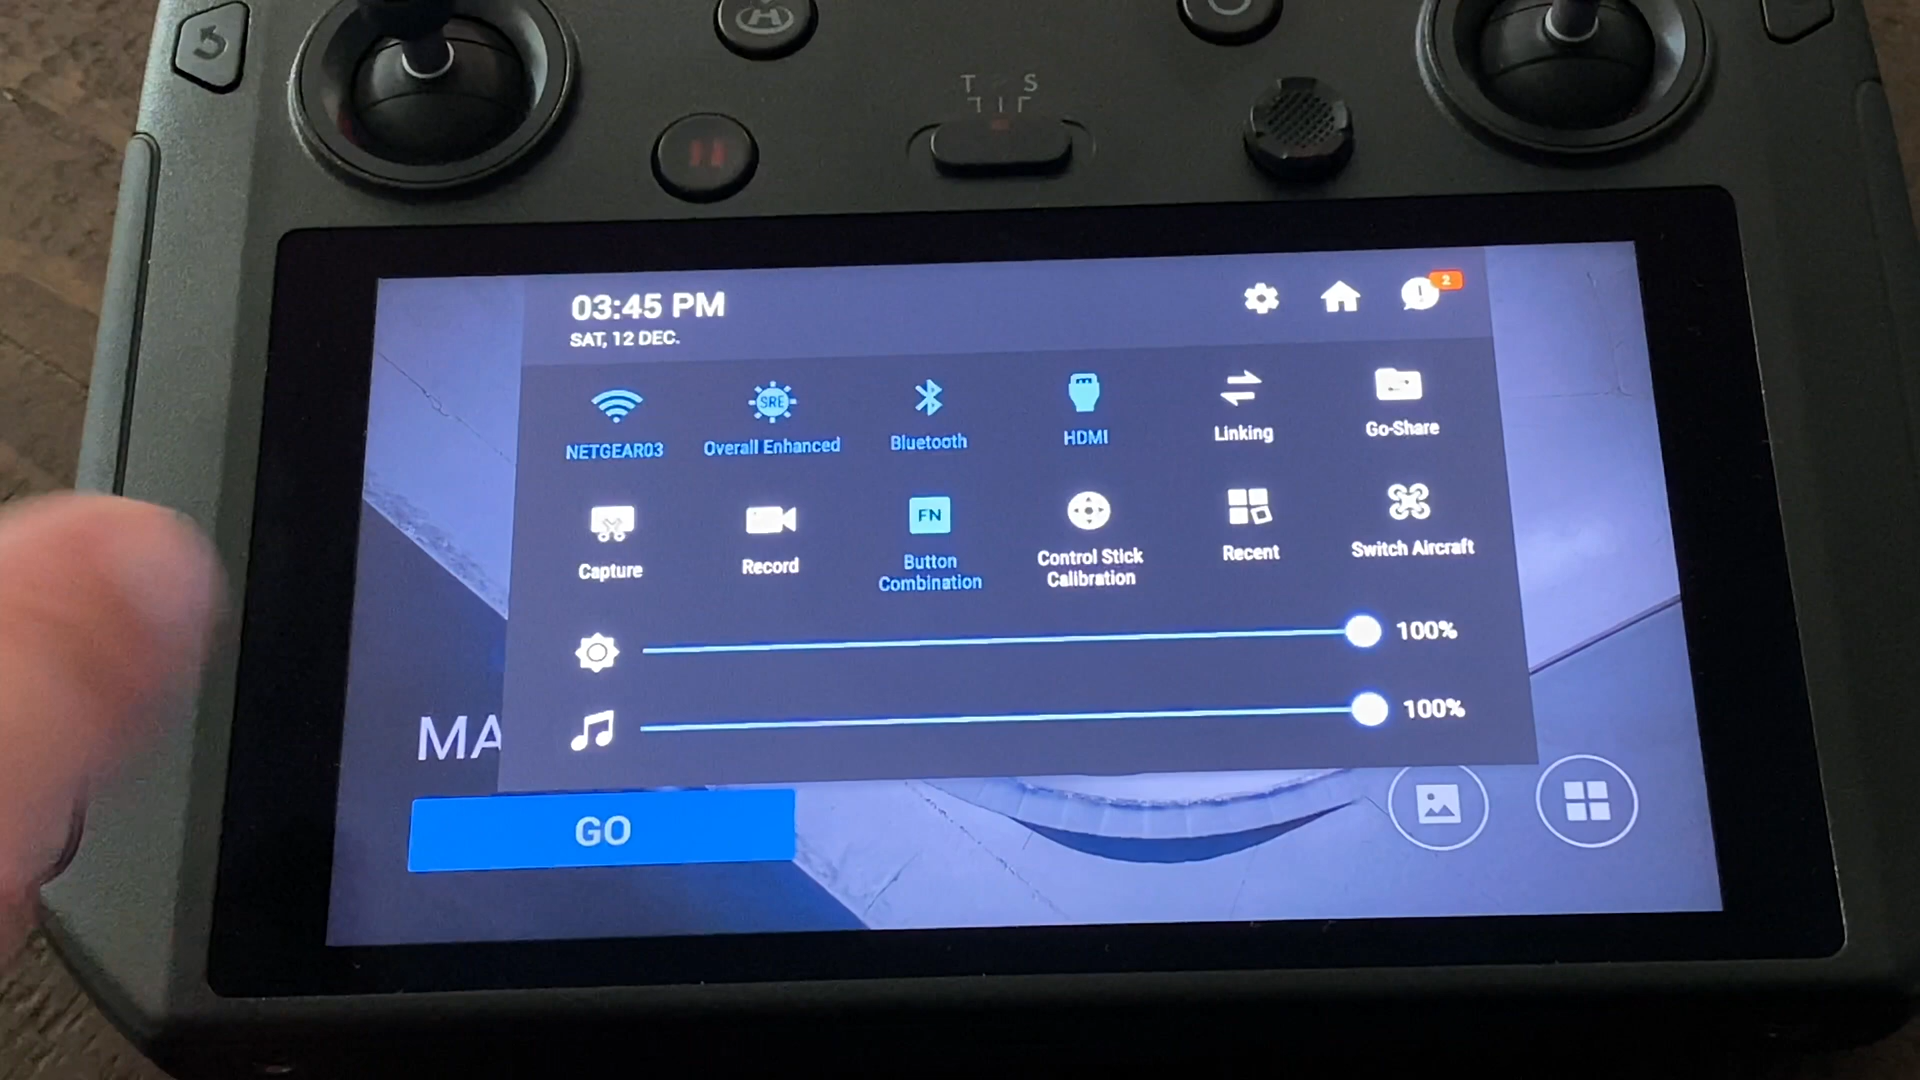 T S
H
03:45 PM
2
SAT, 12 DEC.
NETGEAR03
SRE
Overall Enhanced
Bluetooth
HDMI
Linking
Go-Share
Capture
Record
FN
Button
Combination
Control Stick
Calibration
Recent
Switch Aircraft
100%
100%
MA
GO